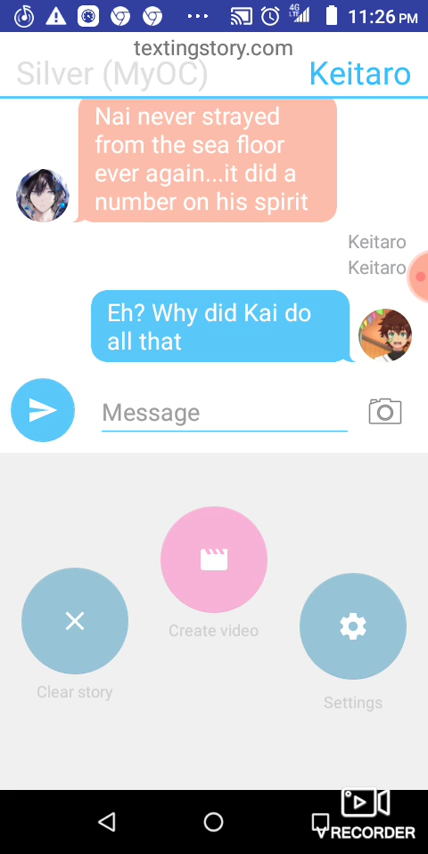 11:26 PM
textingstory.com
Silver (MyOC)
Keitaro
Nai never strayed
from the sea floor
ever again...it did a
number on his spirit
Keitaro
Keitaro
Eh? Why did Kai do
all that
Message
Create video
Clear story
Settings
V RECORDER